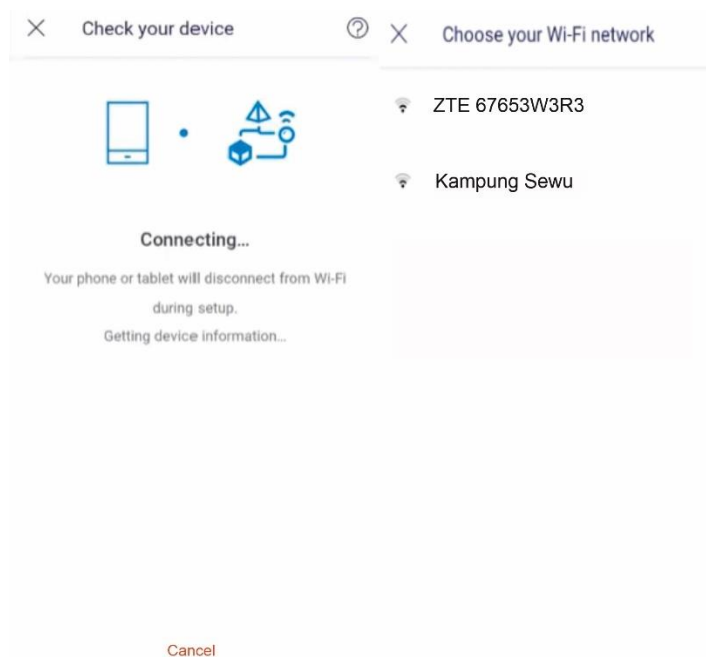 Check your device
Connecting...
Your phone or tablet will disconnect from Wi-Fi
during setup.
Getting device information...
Cancel
Choose your Wi-Fi network
ZTE 67653W3R3
Kampung Sewu